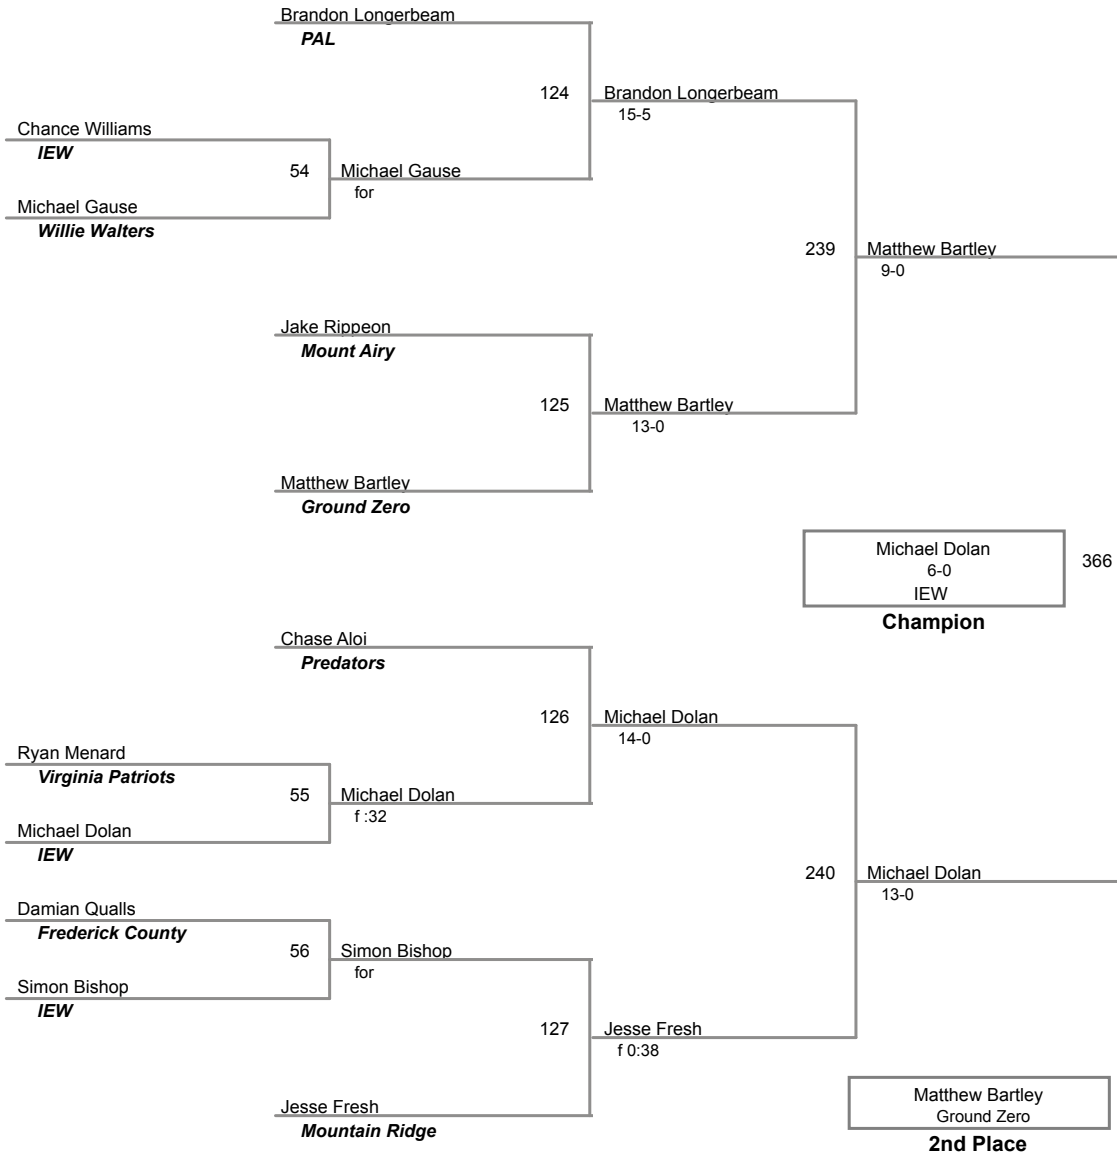 Brandon Longerbeam
PAL
124
Brandon Longerbeam
15-5
Chance Williams
IEW
54
Michael Gause
for
Michael Gause
Willie Walters
239
Matthew Bartley
9-0
Jake Rippeon
Mount Airy
125
Matthew Bartley
13-0
Matthew Bartley
Ground Zero
Michael Dolan
6-0
IEW
366
Champion
Chase Aloi
Predators
126
Michael Dolan
14-0
Ryan Menard
Virginia Patriots
55
Michael Dolan
f :32
Michael Dolan
IEW
240
Michael Dolan
13-0
Damian Qualls
Frederick County
56
Simon Bishop
for
Simon Bishop
IEW
127
Jesse Fresh
f 0:38
Jesse Fresh
Mountain Ridge
Matthew Bartley
Ground Zero
2nd Place